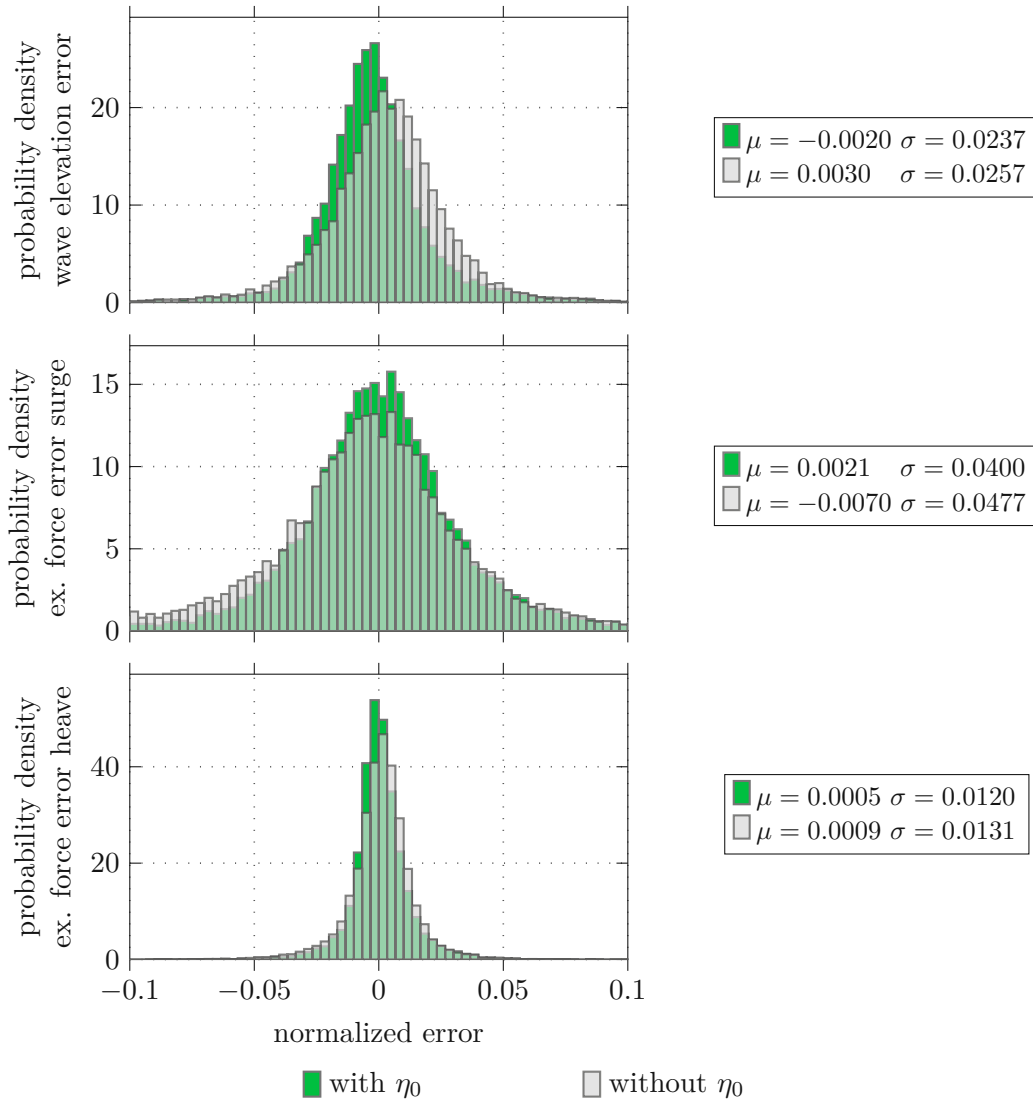 probability density
wave elevation error
20
10
0
μ = −0.0020 σ = 0.0237
μ = 0.0030 σ = 0.0257
probability density
ex. force error surge
15
10
5
0
μ = 0.0021 σ = 0.0400
μ = −0.0070 σ = 0.0477
probability density
ex. force error heave
40
20
0
μ = 0.0005 σ = 0.0120
μ = 0.0009 σ = 0.0131
−0.1 −0.05 0 0.05 0.1
normalized error
with η₀ without η₀